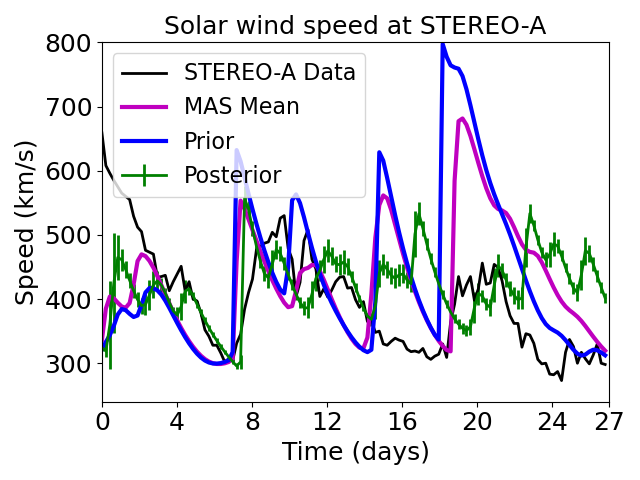 Solar wind speed at STEREO-A
800
700
600
500
400
300
Speed (km/s)
STEREO-A Data
MAS Mean
Prior
Posterior
0 4 8 12 16 20 24 27
Time (days)